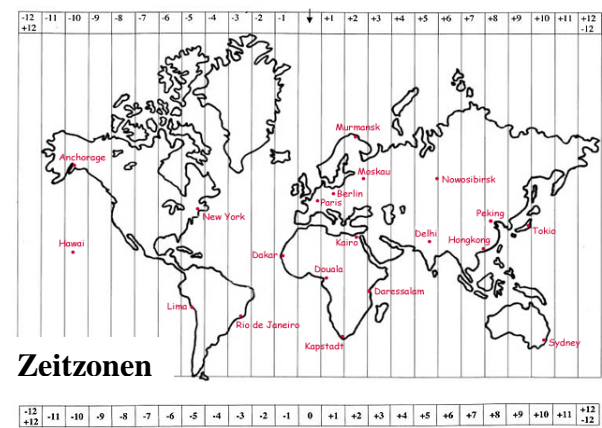 -12 -11 -10 -9 -8 -7 -6 -5 -4 -3 -2 -1 +1 +2 +3 +4 +5 +6 +7 +8 +9 +10 +11 +12
+12 -12
Murmansk
Anchorage
Moskau
Nowosibirsk
Berlin
Paris
New York
Peking
Tokio
Delhi
Kairo
Hongkong
Hawai
Dakar
Douala
Daressalam
Lima
Rio de Janeiro
Kapstadt
Sydney
Zeitzonen
-12 -11 -10 -9 -8 -7 -6 -5 -4 -3 -2 -1 0 +1 +2 +3 +4 +5 +6 +7 +8 +9 +10 +11 +12
+12 -12